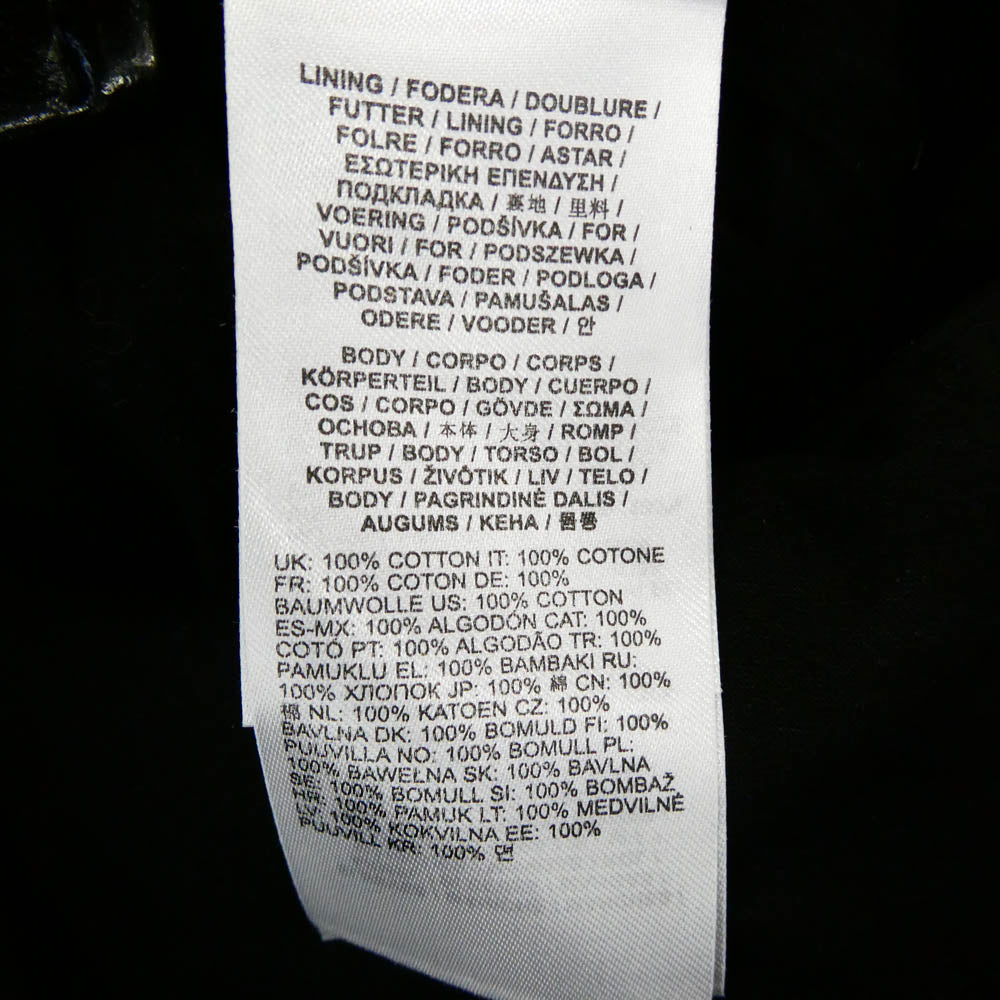 LINING / FODERA / DOUBLURE /
FUTTER / LINING / FORRO /
FOLRE / FORRO / ASTAR /
ΕΣΩΤΕΡΙΚΗ ΕΠΕΝΔΥΣΗ /
ПОДКЛАДКА / 裏地 / 里料 /
VOERING / PODŠÍVKA / FOR /
VUORI / FOR / PODSZEWKA /
PODŠÍVKA / FODER / PODLOGA /
PODSTAVA / PAMUŠALAS /
ODERE / VOODER / 안
BODY / CORPO / CORPS /
KÖRPERTEIL / BODY / CUERPO /
COS / CORPO / GÖVDE / ΣΩΜΑ /
ОСНОВА / 本体 / 大身 / ROMP /
TRUP / BODY / TORSO / BOL /
KORPUS / ŽIVÔTIK / LIV / TELO /
BODY / PAGRINDINĖ DALIS /
AUGUMS / KEHA /
UK: 100% COTTON IT: 100% COTONE
FR: 100% COTON DE: 100%
BAUMWOLLE US: 100% COTTON
ES-MX: 100% ALGODÓN CAT: 100%
COTÓ PT: 100% ALGODÃO TR: 100%
PAMUKLU EL: 100% BAMBAKI RU:
100% ХЛОПОК JP: 100% 綿 CN: 100%
棉 NL: 100% KATOEN CZ: 100%
BAVLNA DK: 100% BOMULD FI: 100%
PUUVILLA NO: 100% BOMULL PL:
100% BAWEŁNA SK: 100% BAVLNA
SE: 100% BOMULL SI: 100% BOMBAŽ
HR: 100% PAMUK LT: 100% MEDVILNĖ
LV: 100% KOKVILNA EE: 100%
PUUVILL KR: 100% 면